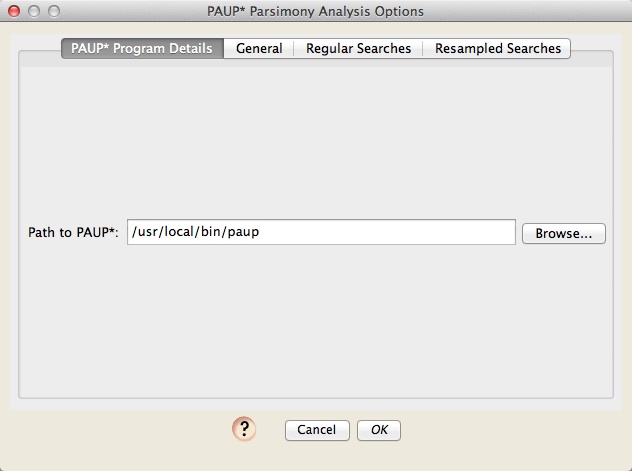 PAUP* Parsimony Analysis Options
PAUP* Program Details General Regular Searches Resampled Searches
Path to PAUP*: /usr/local/bin/paup Browse...
? Cancel OK